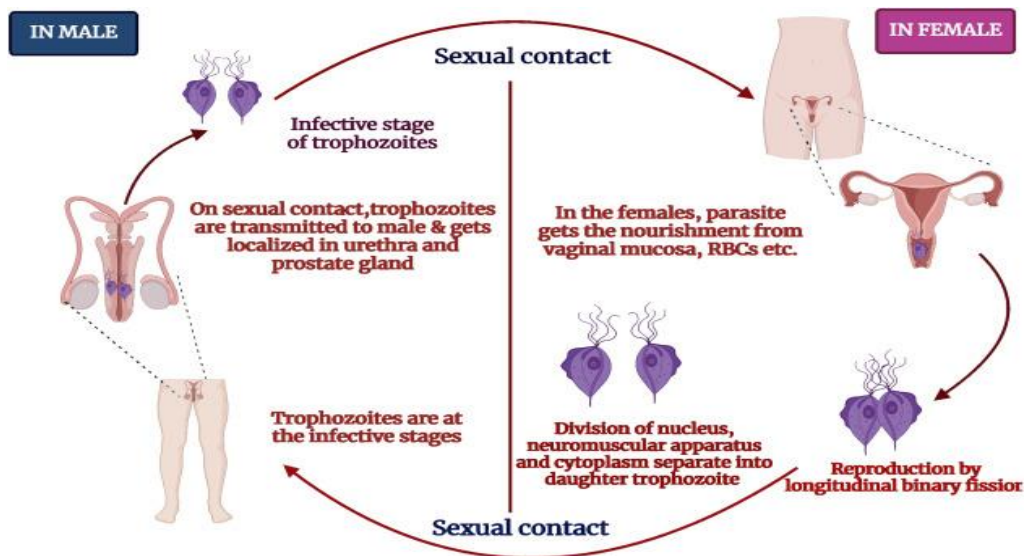 IN MALE
IN FEMALE
Sexual contact
Infective stage
of trophozoites
On sexual contact,trophozoites
are transmitted to male & gets
localized in urethra and
prostate gland
In the females, parasite
gets the nourishment from
vaginal mucosa, RBCs etc.
Trophozoites are at
the infective stages
Division of nucleus,
neuromuscular apparatus
and cytoplasm separate into
daughter trophozoite
Reproduction by
longitudinal binary fission
Sexual contact